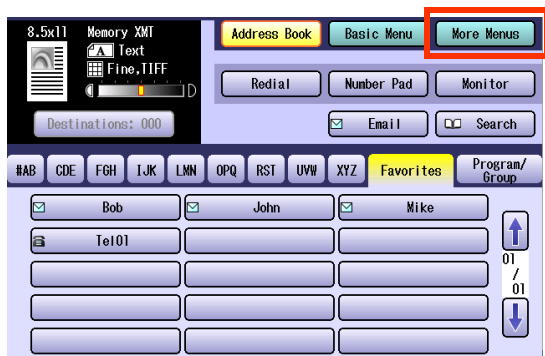 8.5x11 Memory XMT
A Text
Fine,TIFF
D
Destinations: 000
Address Book Basic Menu More Menus
Redial Number Pad Monitor
Email Search
#AB CDE FGH IJK LMN OPQ RST UVW XYZ Favorites Program/
Group
Bob John Mike
Tel01
01
/
01